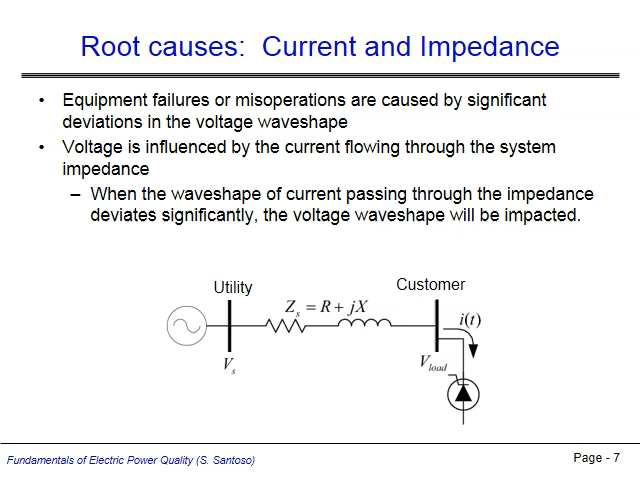 Root causes:  Current and Impedance
• Equipment failures or misoperations are caused by significant
deviations in the voltage waveshape
• Voltage is influenced by the current flowing through the system
impedance
– When the waveshape of current passing through the impedance
deviates significantly, the voltage waveshape will be impacted.
Utility
Customer
Z_s = R + jX
i(t)
V_s
V_load
Fundamentals of Electric Power Quality (S. Santoso)
Page - 7